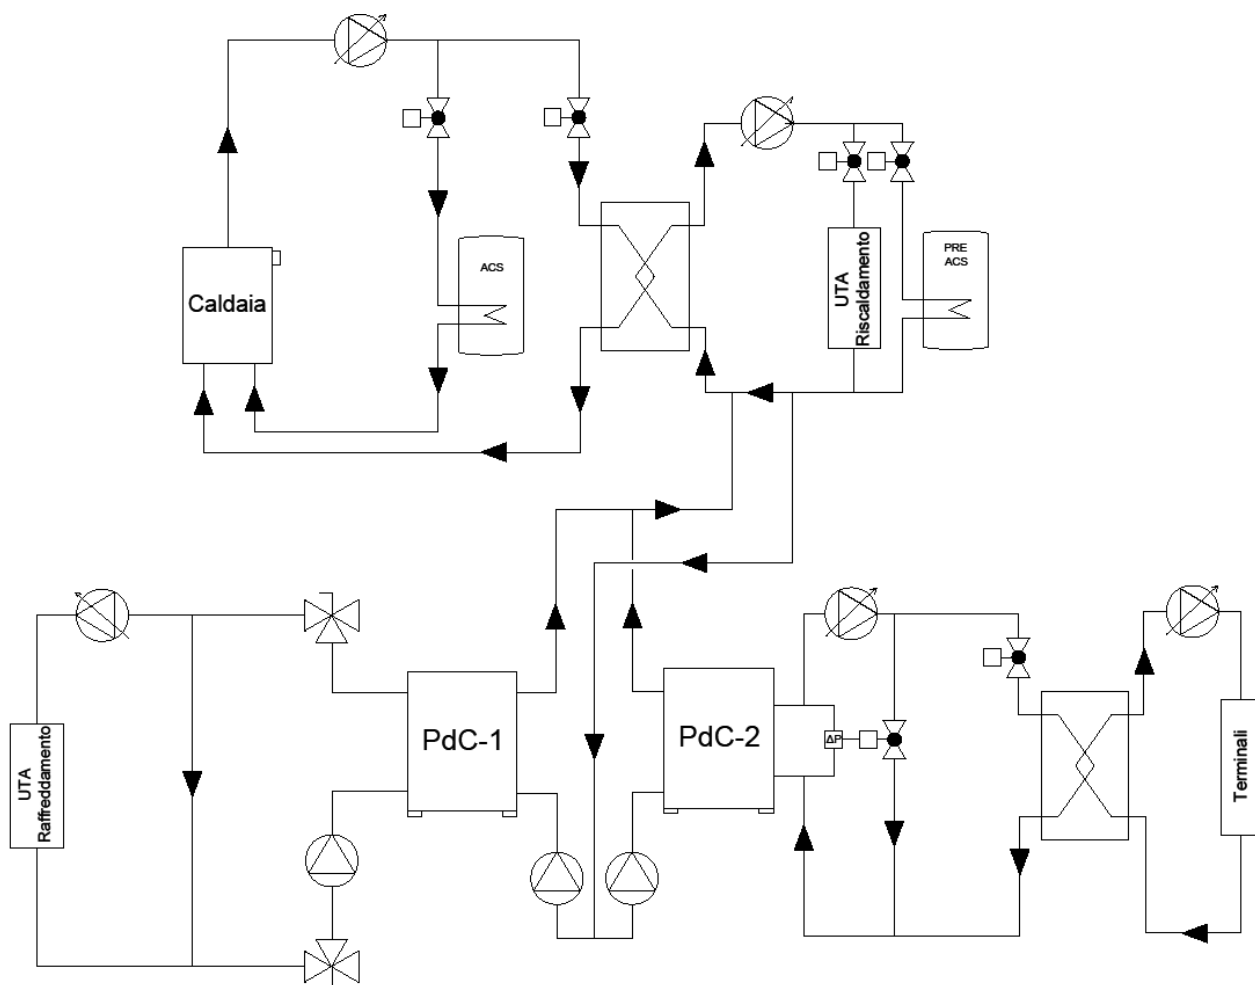 ACS
PRE
ACS
Caldaia
UTA
Riscaldamento
PdC-1
PdC-2
ΔP
UTA
Raffreddamento
Terminali